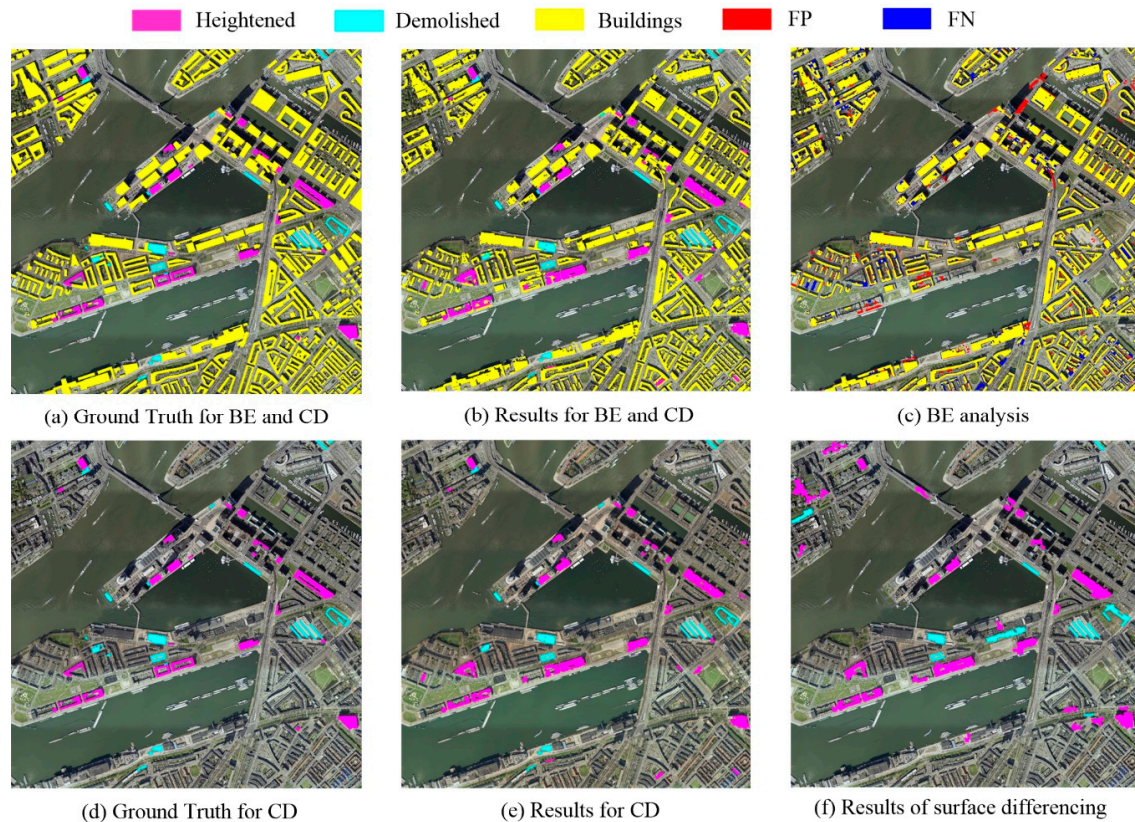 Heightened Demolished Buildings FP FN
(a) Ground Truth for BE and CD (b) Results for BE and CD (c) BE analysis
(d) Ground Truth for CD (e) Results for CD (f) Results of surface differencing